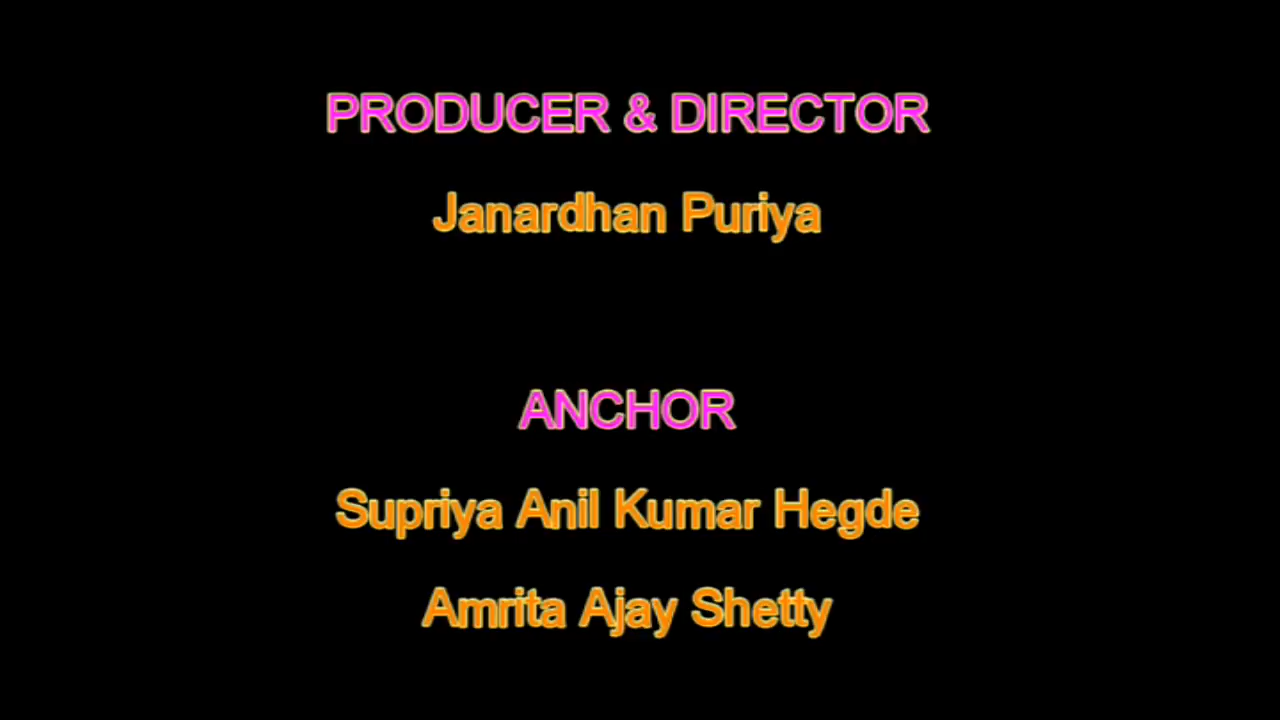 PRODUCER & DIRECTOR
Janardhan Puriya
ANCHOR
Supriya Anil Kumar Hegde
Amrita Ajay Shetty